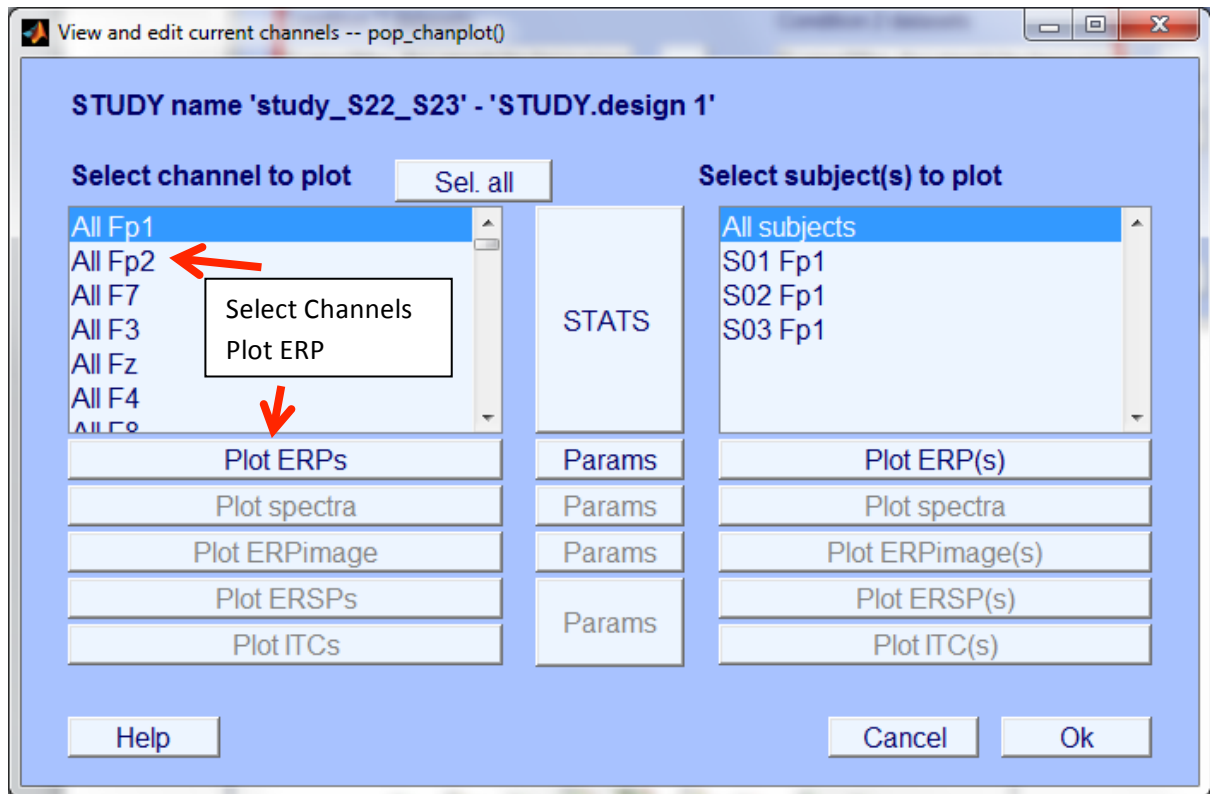 View and edit current channels -- pop_chanplot()
STUDY name 'study_S22_S23' - 'STUDY.design 1'
Select channel to plot
Sel. all
Select subject(s) to plot
All Fp1
All Fp2
All F7
All F3
All Fz
All F4
All F8
Select Channels
Plot ERP
STATS
All subjects
S01 Fp1
S02 Fp1
S03 Fp1
Plot ERPs
Params
Plot ERP(s)
Plot spectra
Params
Plot spectra
Plot ERPimage
Params
Plot ERPimage(s)
Plot ERSPs
Params
Plot ERSP(s)
Plot ITCs
Plot ITC(s)
Help
Cancel
Ok